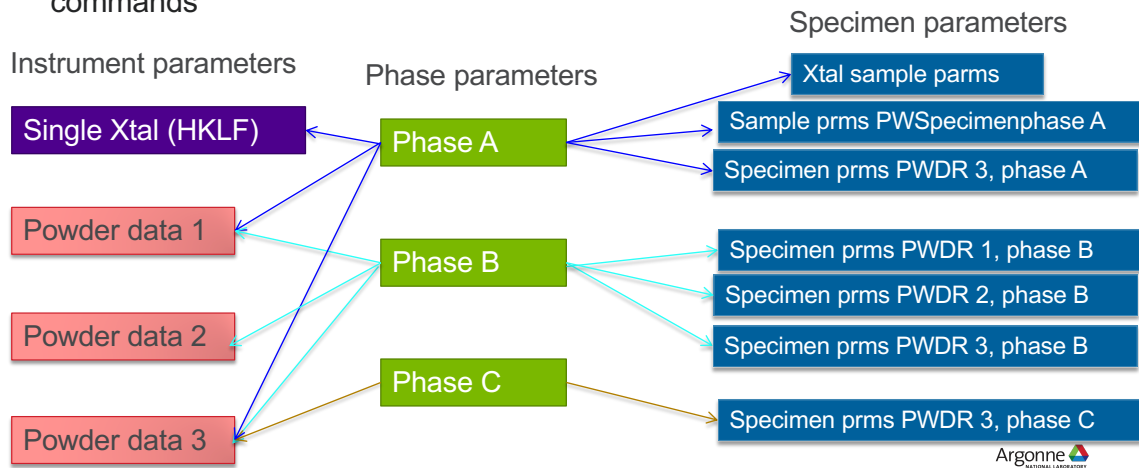 commands
Instrument parameters
Phase parameters
Specimen parameters
Single Xtal (HKLF)
Powder data 1
Powder data 2
Powder data 3
Phase A
Phase B
Phase C
Xtal sample parms
Sample prms PWSpecimenphase A
Specimen prms PWDR 3, phase A
Specimen prms PWDR 1, phase B
Specimen prms PWDR 2, phase B
Specimen prms PWDR 3, phase B
Specimen prms PWDR 3, phase C
Argonne
NATIONAL LABORATORY